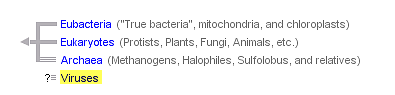 Eubacteria ("True bacteria", mitochondria, and chloroplasts)
Eukaryotes (Protists, Plants, Fungi, Animals, etc.)
Archaea (Methanogens, Halophiles, Sulfolobus, and relatives)
?= Viruses